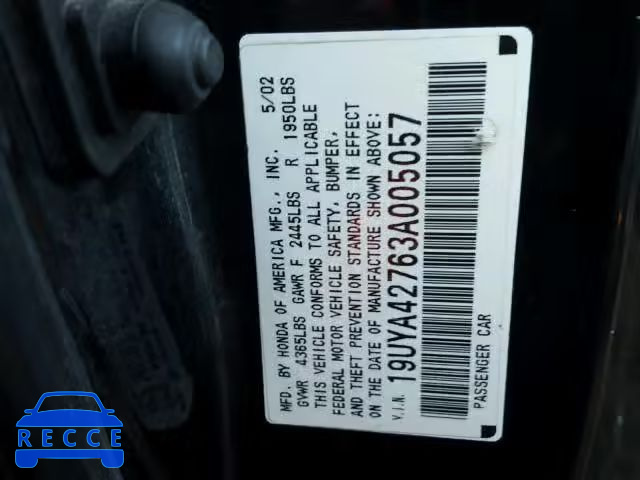 MFD. BY HONDA OF AMERICA MFG., INC. 5/02
GVWR 4365LBS GAWR F 2445LBS R 1950LBS
THIS VEHICLE CONFORMS TO ALL APPLICABLE
FEDERAL MOTOR VEHICLE SAFETY, BUMPER,
AND THEFT PREVENTION STANDARDS IN EFFECT
ON THE DATE OF MANUFACTURE SHOWN ABOVE:
V.I.N. 19UYA42763A005057
PASSENGER CAR
RECCE